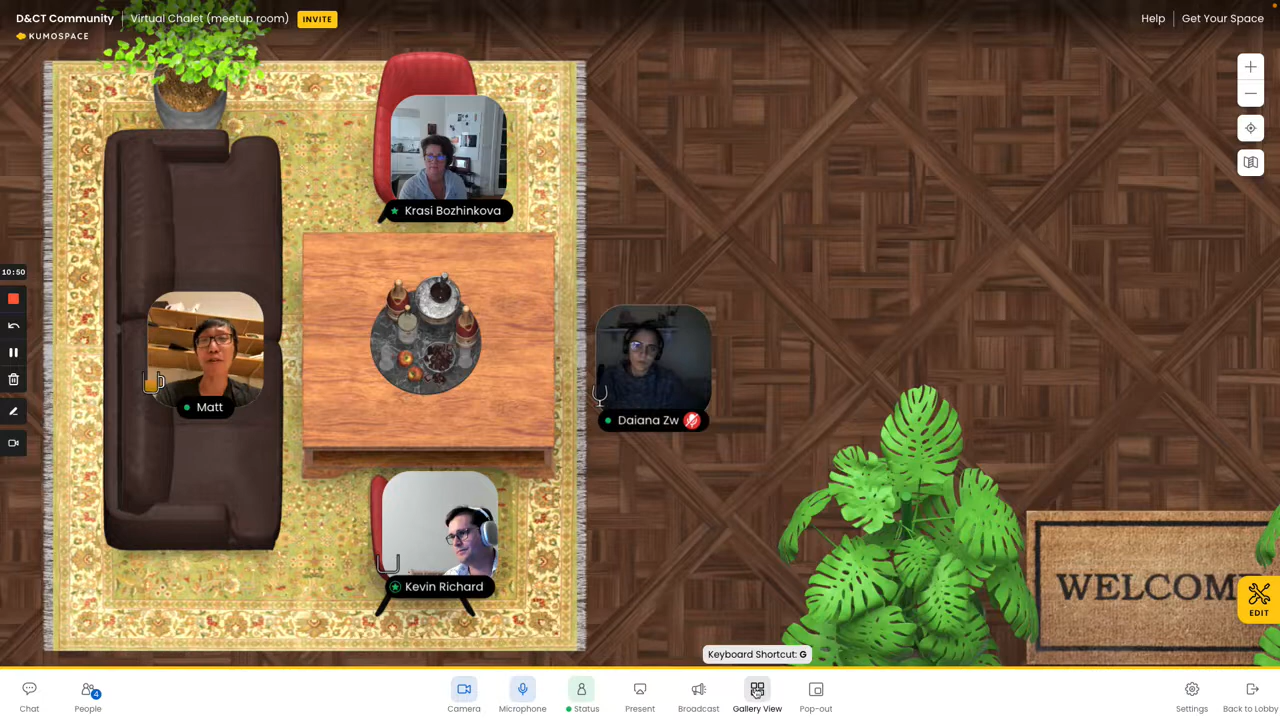 D&CT Community
Virtual Chalet (meetup room)
INVITE
Help
Get Your Space
KUMOSPACE
Krasi Bozhinkova
10:50
Matt
Daiana Zw
Kevin Richard
WELCOM
EDIT
Keyboard Shortcut: G
Chat
4
People
Camera
Microphone
Status
Present
Broadcast
Gallery View
Pop-out
Settings
Back to Lobby